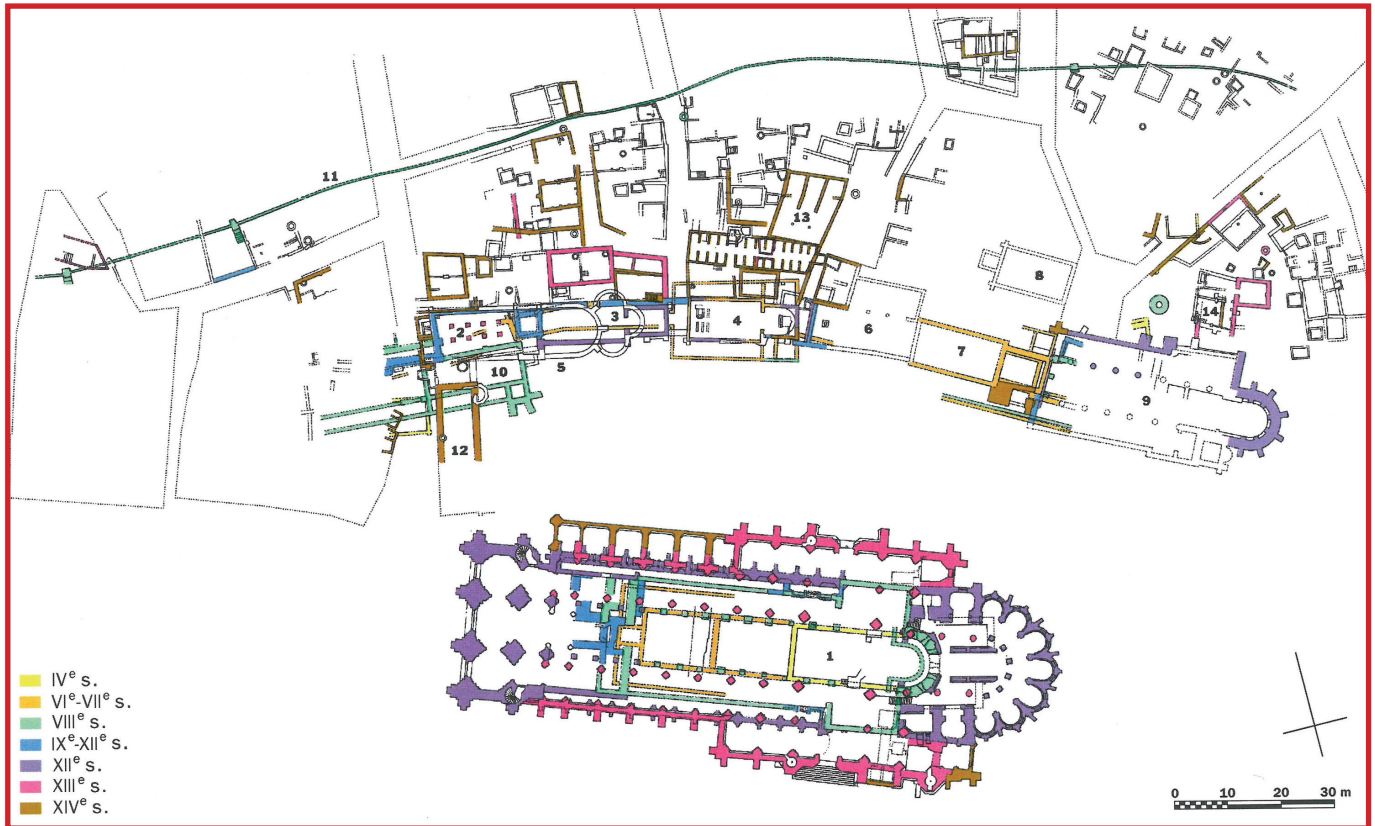 11
13
8
2
3
4
6
14
7
10
5
9
12
1
IVe s.
VIe-VIIe s.
VIIIe s.
IXe-XIIe s.
XIIe s.
XIIIe s.
XIVe s.
0 10 20 30 m